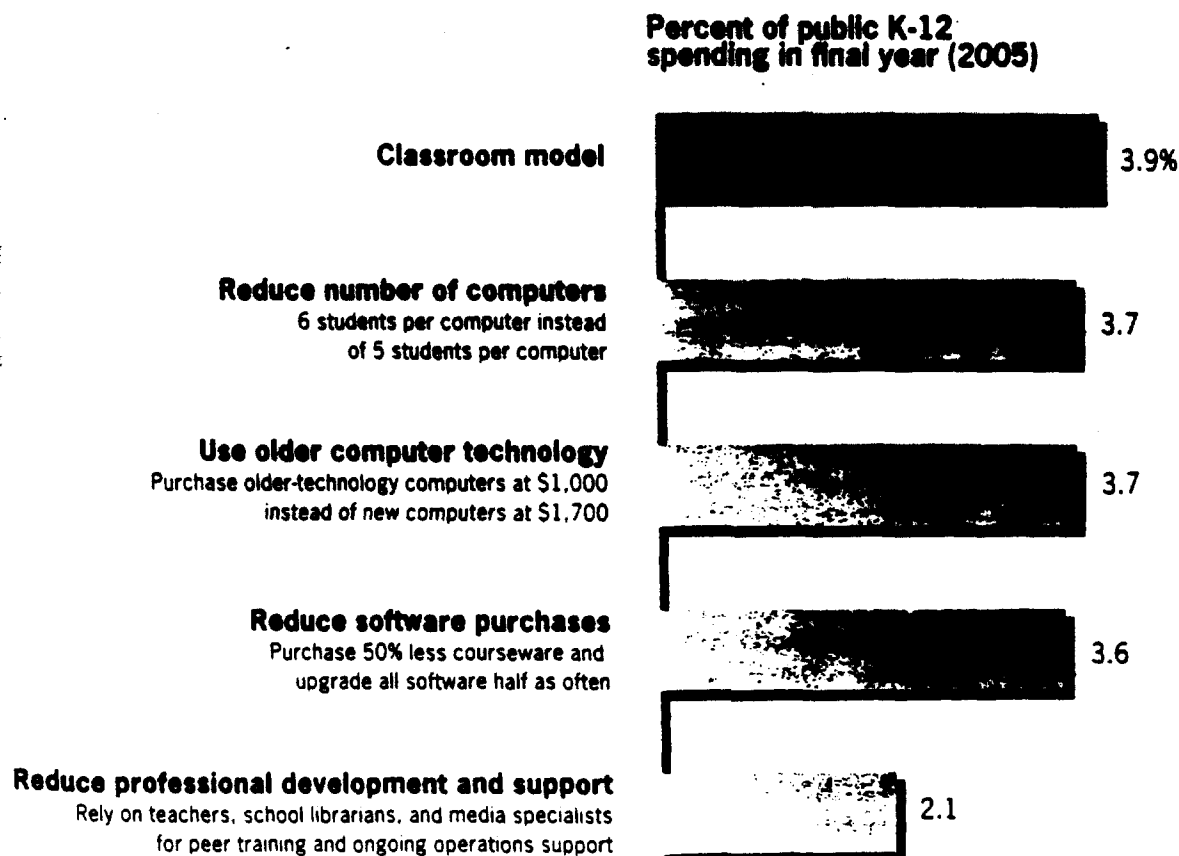 Percent of public K-12
spending in final year (2005)
Classroom model
3.9%
Reduce number of computers
6 students per computer instead
of 5 students per computer
3.7
Use older computer technology
Purchase older-technology computers at $1,000
instead of new computers at $1,700
3.7
Reduce software purchases
Purchase 50% less courseware and
upgrade all software half as often
3.6
Reduce professional development and support
Rely on teachers, school librarians, and media specialists
for peer training and ongoing operations support
2.1